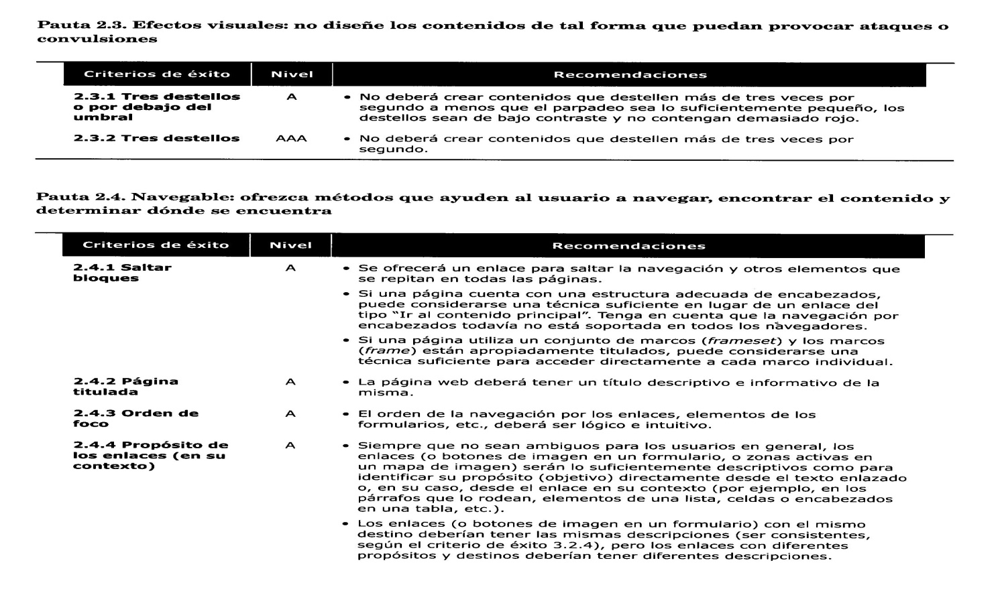 Pauta 2.3. Efectos visuales: no diseñe los contenidos de tal forma que puedan provocar ataques o
convulsiones
Criterios de éxito Nivel Recomendaciones
2.3.1 Tres destellos A • No deberá crear contenidos que destellen más de tres veces por
o por debajo del segundo a menos que el parpadeo sea lo suficientemente pequeño, los
umbral destellos sean de bajo contraste y no contengan demasiado rojo.
2.3.2 Tres destellos AAA • No deberá crear contenidos que destellen más de tres veces por
segundo.
Pauta 2.4. Navegable: ofrezca métodos que ayuden al usuario a navegar, encontrar el contenido y
determinar dónde se encuentra
Criterios de éxito Nivel Recomendaciones
2.4.1 Saltar A • Se ofrecerá un enlace para saltar la navegación y otros elementos que
bloques se repitan en todas las páginas.
• Si una página cuenta con una estructura adecuada de encabezados,
puede considerarse una técnica suficiente en lugar de un enlace del
tipo “Ir al contenido principal”. Tenga en cuenta que la navegación por
encabezados todavía no está soportada en todos los navegadores.
• Si una página utiliza un conjunto de marcos (frameset) y los marcos
(frame) están apropiadamente titulados, puede considerarse una
técnica suficiente para acceder directamente a cada marco individual.
2.4.2 Página A • La página web deberá tener un título descriptivo e informativo de la
titulada misma.
2.4.3 Orden de A • El orden de la navegación por los enlaces, elementos de los
foco formularios, etc., deberá ser lógico e intuitivo.
2.4.4 Propósito de A • Siempre que no sean ambiguos para los usuarios en general, los
los enlaces (en su enlaces (o botones de imagen en un formulario, o zonas activas en
contexto) un mapa de imagen) serán lo suficientemente descriptivos como para
identificar su propósito (objetivo) directamente desde el texto enlazado
o, en su caso, desde el enlace en su contexto (por ejemplo, en los
párrafos que lo rodean, elementos de una lista, celdas o encabezados
en una tabla, etc.).
• Los enlaces (o botones de imagen en un formulario) con el mismo
destino deberían tener las mismas descripciones (ser consistentes,
según el criterio de éxito 3.2.4), pero los enlaces con diferentes
propósitos y destinos deberían tener diferentes descripciones.